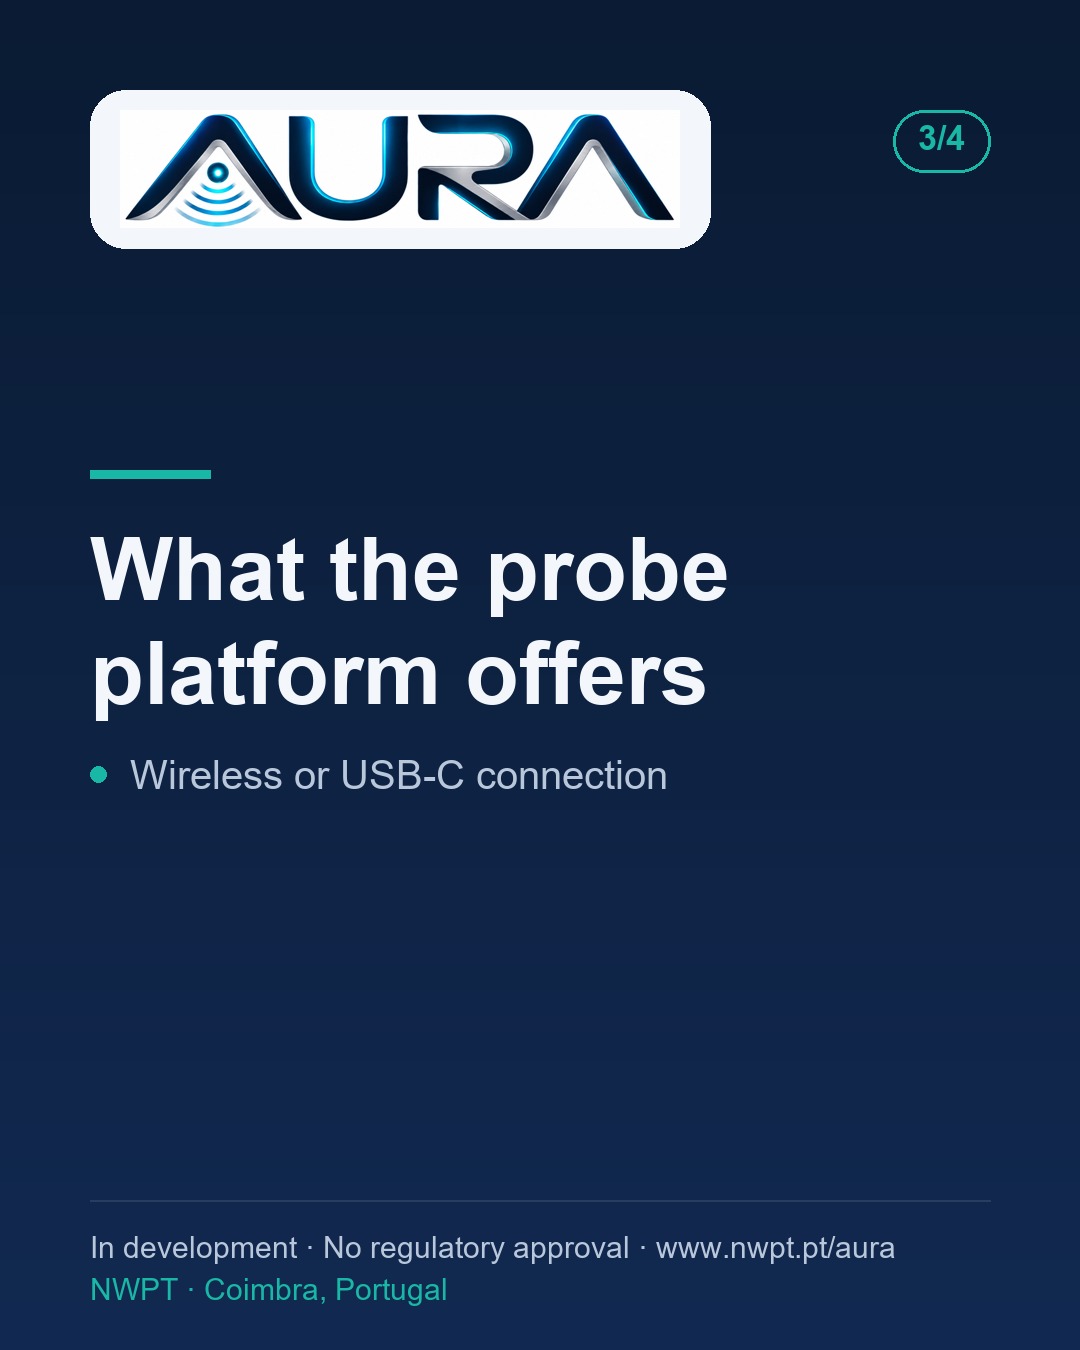 AURA
3/4
What the probe
platform offers
Wireless or USB-C connection
In development · No regulatory approval · www.nwpt.pt/aura
NWPT · Coimbra, Portugal